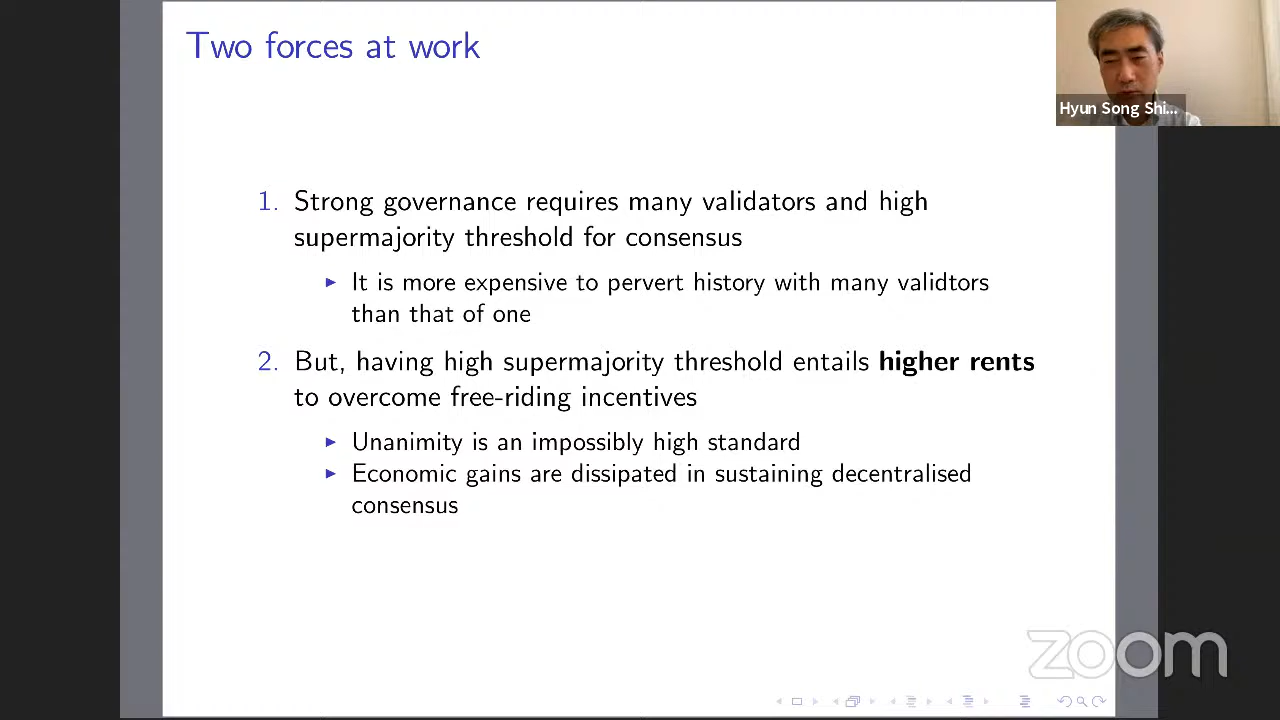 Two forces at work
Hyun Song Shi...
1. Strong governance requires many validators and high
supermajority threshold for consensus
▶ It is more expensive to pervert history with many validtors
than that of one
2. But, having high supermajority threshold entails higher rents
to overcome free-riding incentives
▶ Unanimity is an impossibly high standard
▶ Economic gains are dissipated in sustaining decentralised
consensus
zoom